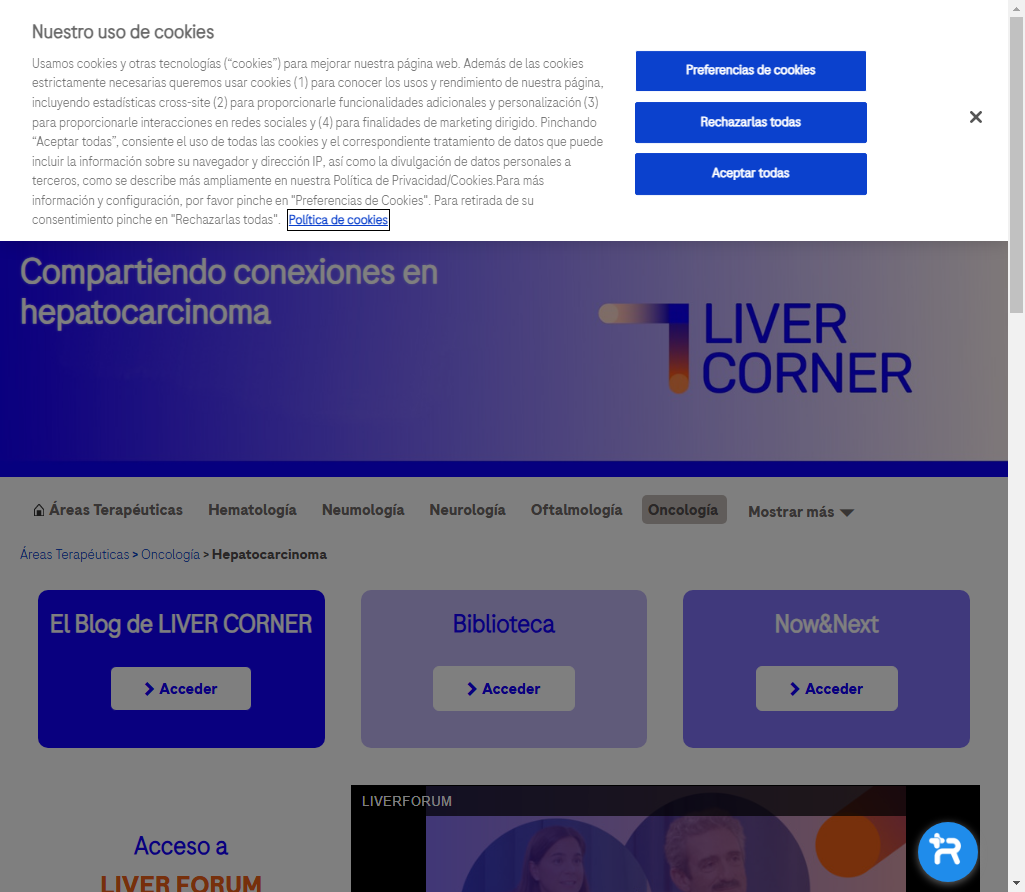 Nuestro uso de cookies
Usamos cookies y otras tecnologías (“cookies”) para mejorar nuestra página web. Además de las cookies
estrictamente necesarias queremos usar cookies (1) para conocer los usos y rendimiento de nuestra página,
incluyendo estadísticas cross-site (2) para proporcionarle funcionalidades adicionales y personalización (3)
para proporcionarle interacciones en redes sociales y (4) para finalidades de marketing dirigido. Pinchando
“Aceptar todas”, consiente el uso de todas las cookies y el correspondiente tratamiento de datos que puede
incluir la información sobre su navegador y dirección IP, así como la divulgación de datos personales a
terceros, como se describe más ampliamente en nuestra Política de Privacidad/Cookies.Para más
información y configuración, por favor pinche en "Preferencias de Cookies". Para retirada de su
consentimiento pinche en "Rechazarlas todas". Política de cookies
Preferencias de cookies
Rechazarlas todas
Aceptar todas
Compartiendo conexiones en
hepatocarcinoma
LIVER
CORNER
Áreas Terapéuticas Hematología Neumología Neurología Oftalmología Oncología Mostrar más
Áreas Terapéuticas > Oncología > Hepatocarcinoma
El Blog de LIVER CORNER
Acceder
Biblioteca
Acceder
Now&Next
Acceder
Acceso a
LIVER FORUM
LIVERFORUM